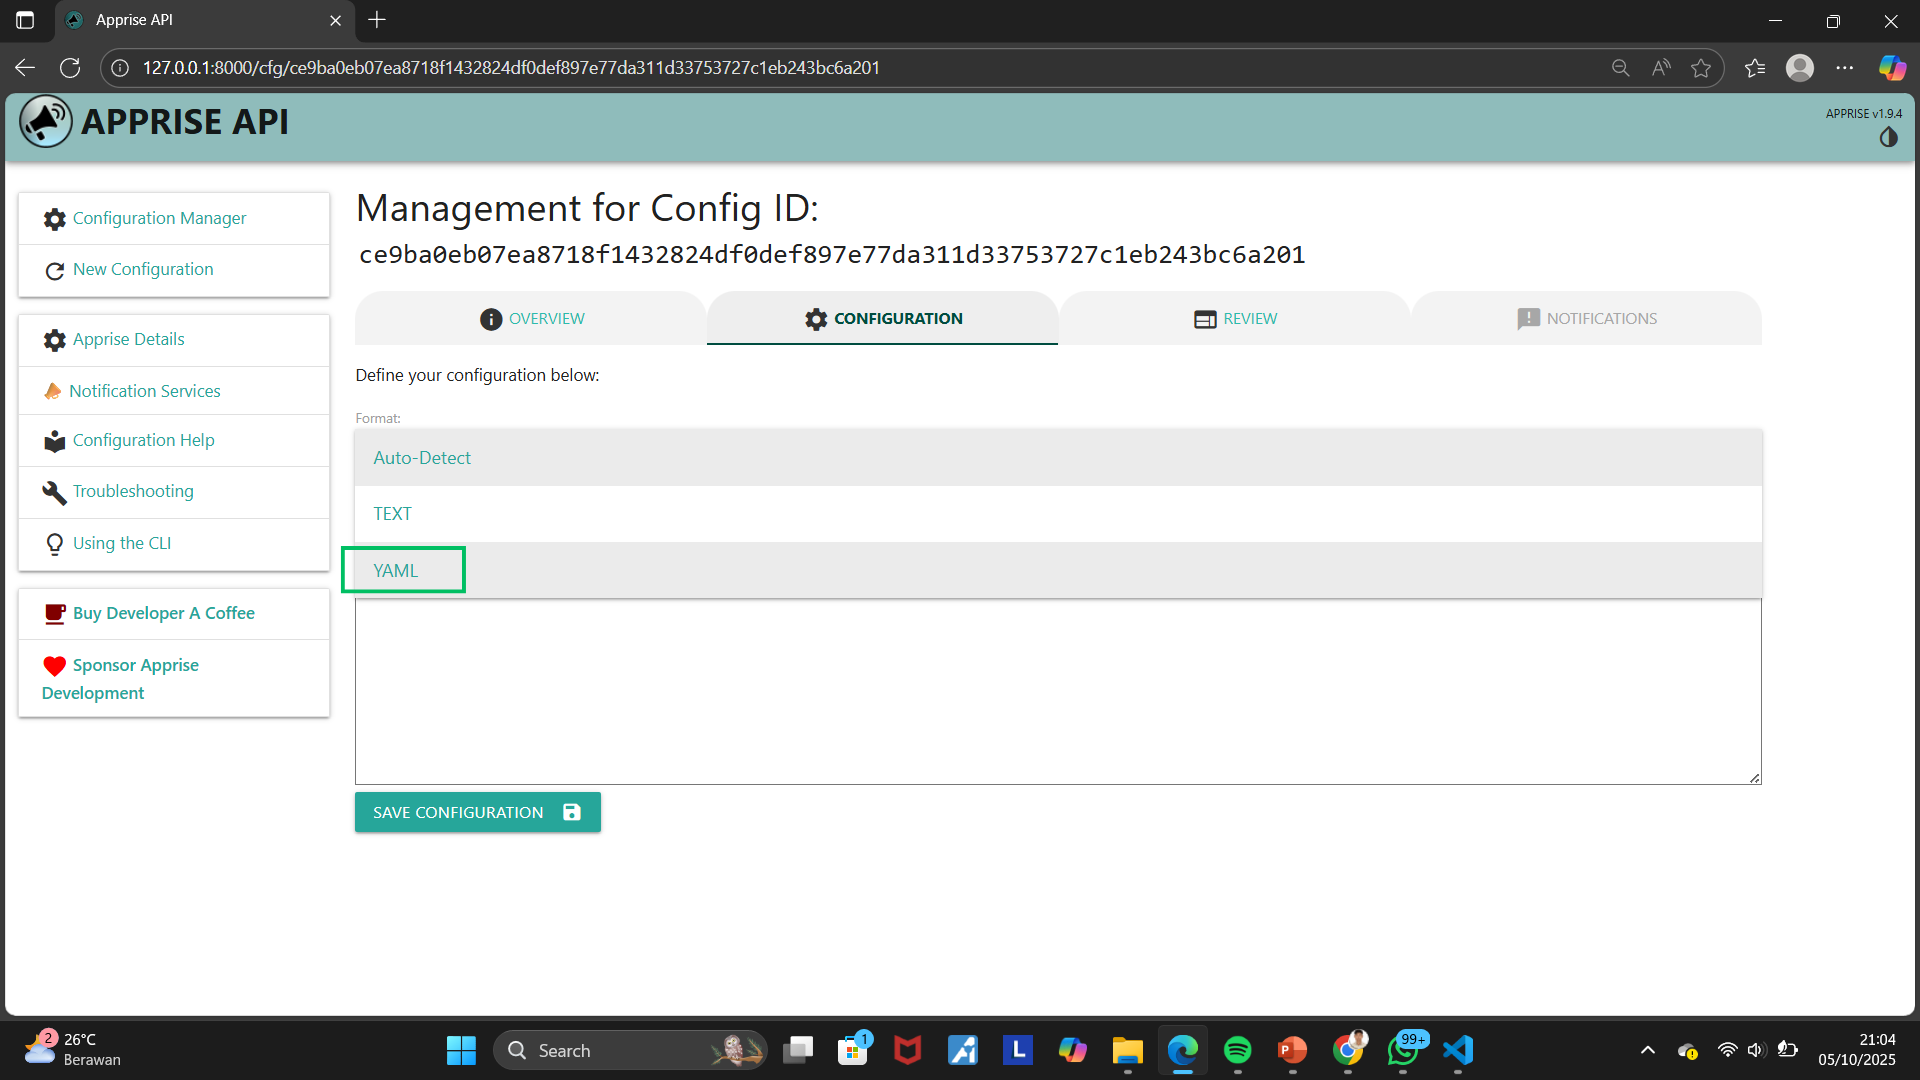 Apprise API
127.0.0.1:8000/cfg/ce9ba0eb07ea8718f1432824df0def897e77da311d33753727c1eb243bc6a201
APPRISE API
APPRISE v1.9.4
Configuration Manager
New Configuration
Apprise Details
Notification Services
Configuration Help
Troubleshooting
Using the CLI
Buy Developer A Coffee
Sponsor Apprise
Development
Management for Config ID:
ce9ba0eb07ea8718f1432824df0def897e77da311d33753727c1eb243bc6a201
OVERVIEW
CONFIGURATION
REVIEW
NOTIFICATIONS
Define your configuration below:
Format:
Auto-Detect
TEXT
YAML
SAVE CONFIGURATION
2
26°C
Berawan
Search
1
L
99+
21:04
05/10/2025